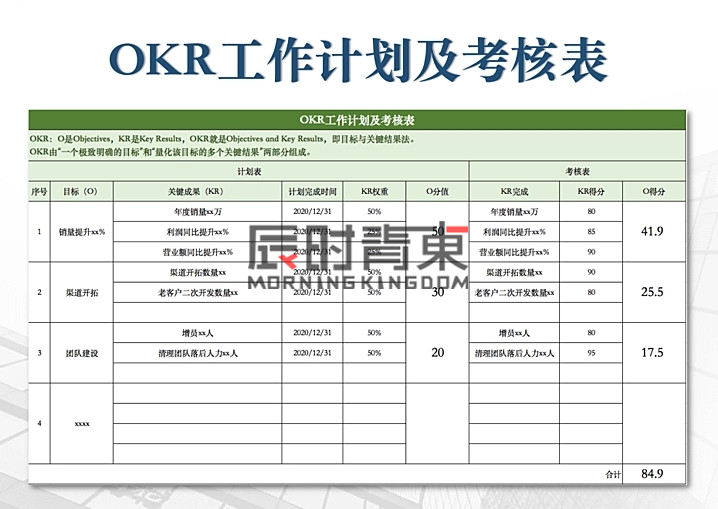 OKR工作计划及考核表
OKR工作计划及考核表
OKR：O是Objectives，KR是Key Results，OKR就是Objectives and Key Results，即目标与关键结果法。
OKR由“一个极致明确的目标”和“量化该目标的多个关键结果”两部分组成。
计划表 考核表
序号 目标（O） 关键成果（KR） 计划完成时间 KR权重 O分值 KR完成 KR得分 O得分
年度销量xx万 2020/12/31 50% 年度销量xx万 80
1 销量提升xx% 利润同比提升xx% 2020/12/31 25% 50 利润同比提升xx% 85 41.9
营业额同比提升xx% 2020/12/31 25% 营业额同比提升xx% 90
渠道开拓数量xx 2020/12/31 50% 渠道开拓数量xx 90
2 渠道开拓 老客户二次开发数量xx 2020/12/31 50% 30 老客户二次开发数量xx 80 25.5
增员xx人 2020/12/31 50% 增员xx人 80
3 团队建设 清理团队落后人力xx人 2020/12/31 50% 20 清理团队落后人力xx人 95 17.5
4 xxxx
合计 84.9
辰时肯東
MORNING KINGDOM